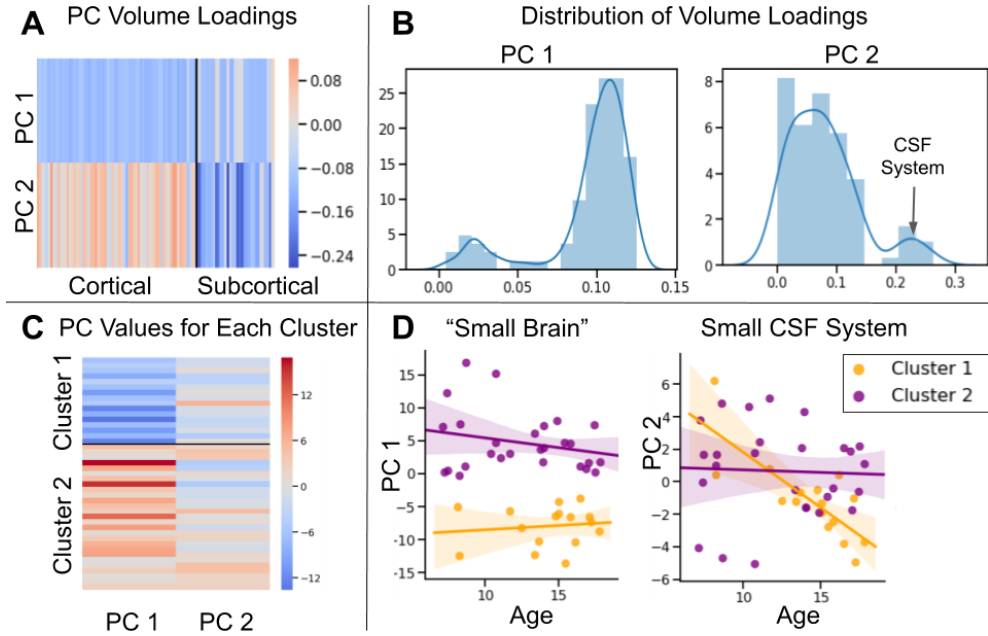 A
PC Volume Loadings
PC 1
PC 2
0.08
0.00
−0.08
−0.16
−0.24
Cortical
Subcortical
B
Distribution of Volume Loadings
PC 1
25
20
15
10
5
0
0.00
0.05
0.10
0.15
PC 2
8
6
4
2
0
0.0
0.1
0.2
0.3
CSF
System
C
PC Values for Each Cluster
Cluster 1
Cluster 2
12
6
0
−6
−12
PC 1
PC 2
D
“Small Brain”
PC 1
15
10
5
0
-5
-10
-15
10
15
Age
Small CSF System
Cluster 1
Cluster 2
PC 2
6
4
2
0
−2
−4
−6
10
15
Age